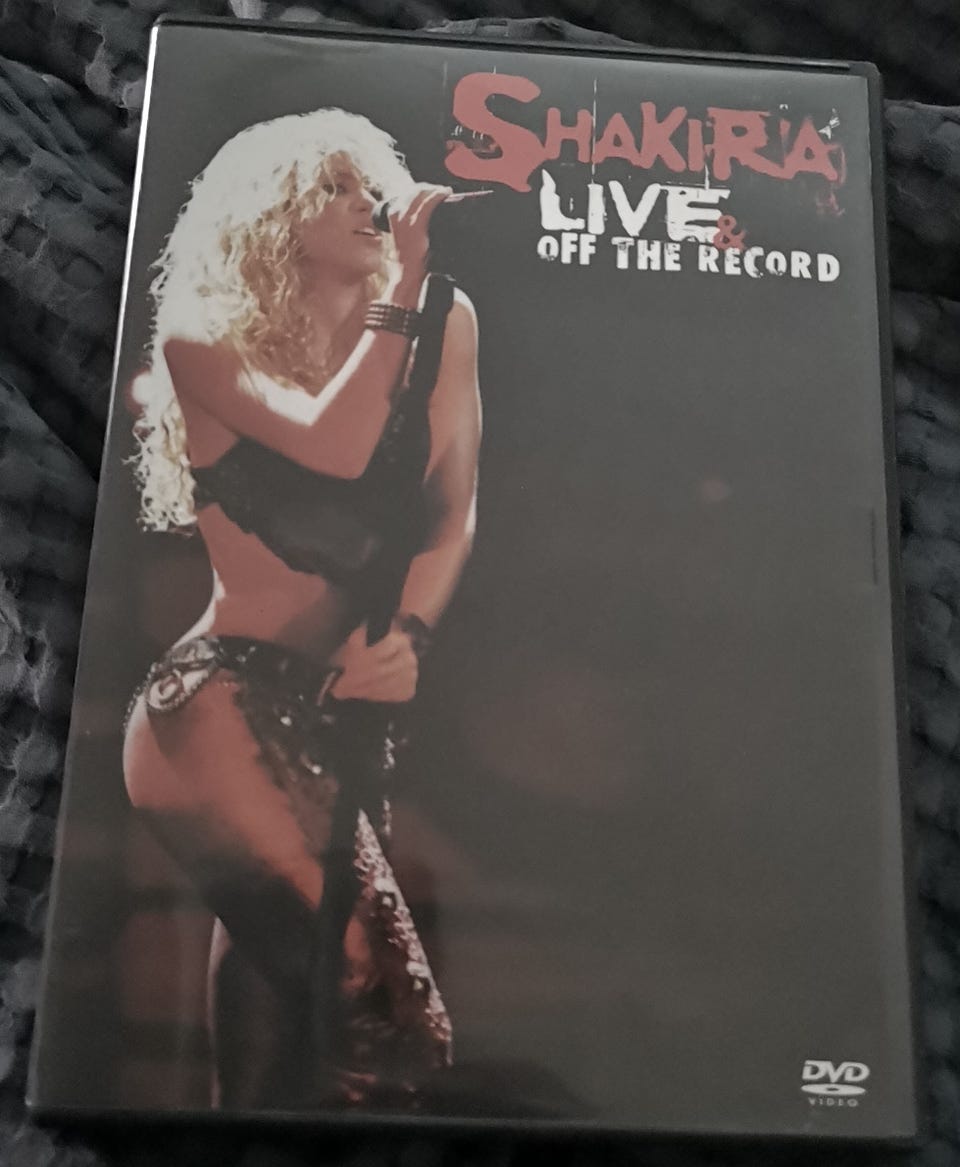 SHAKIRA
LIVE &
OFF THE RECORD
DVD
VIDEO